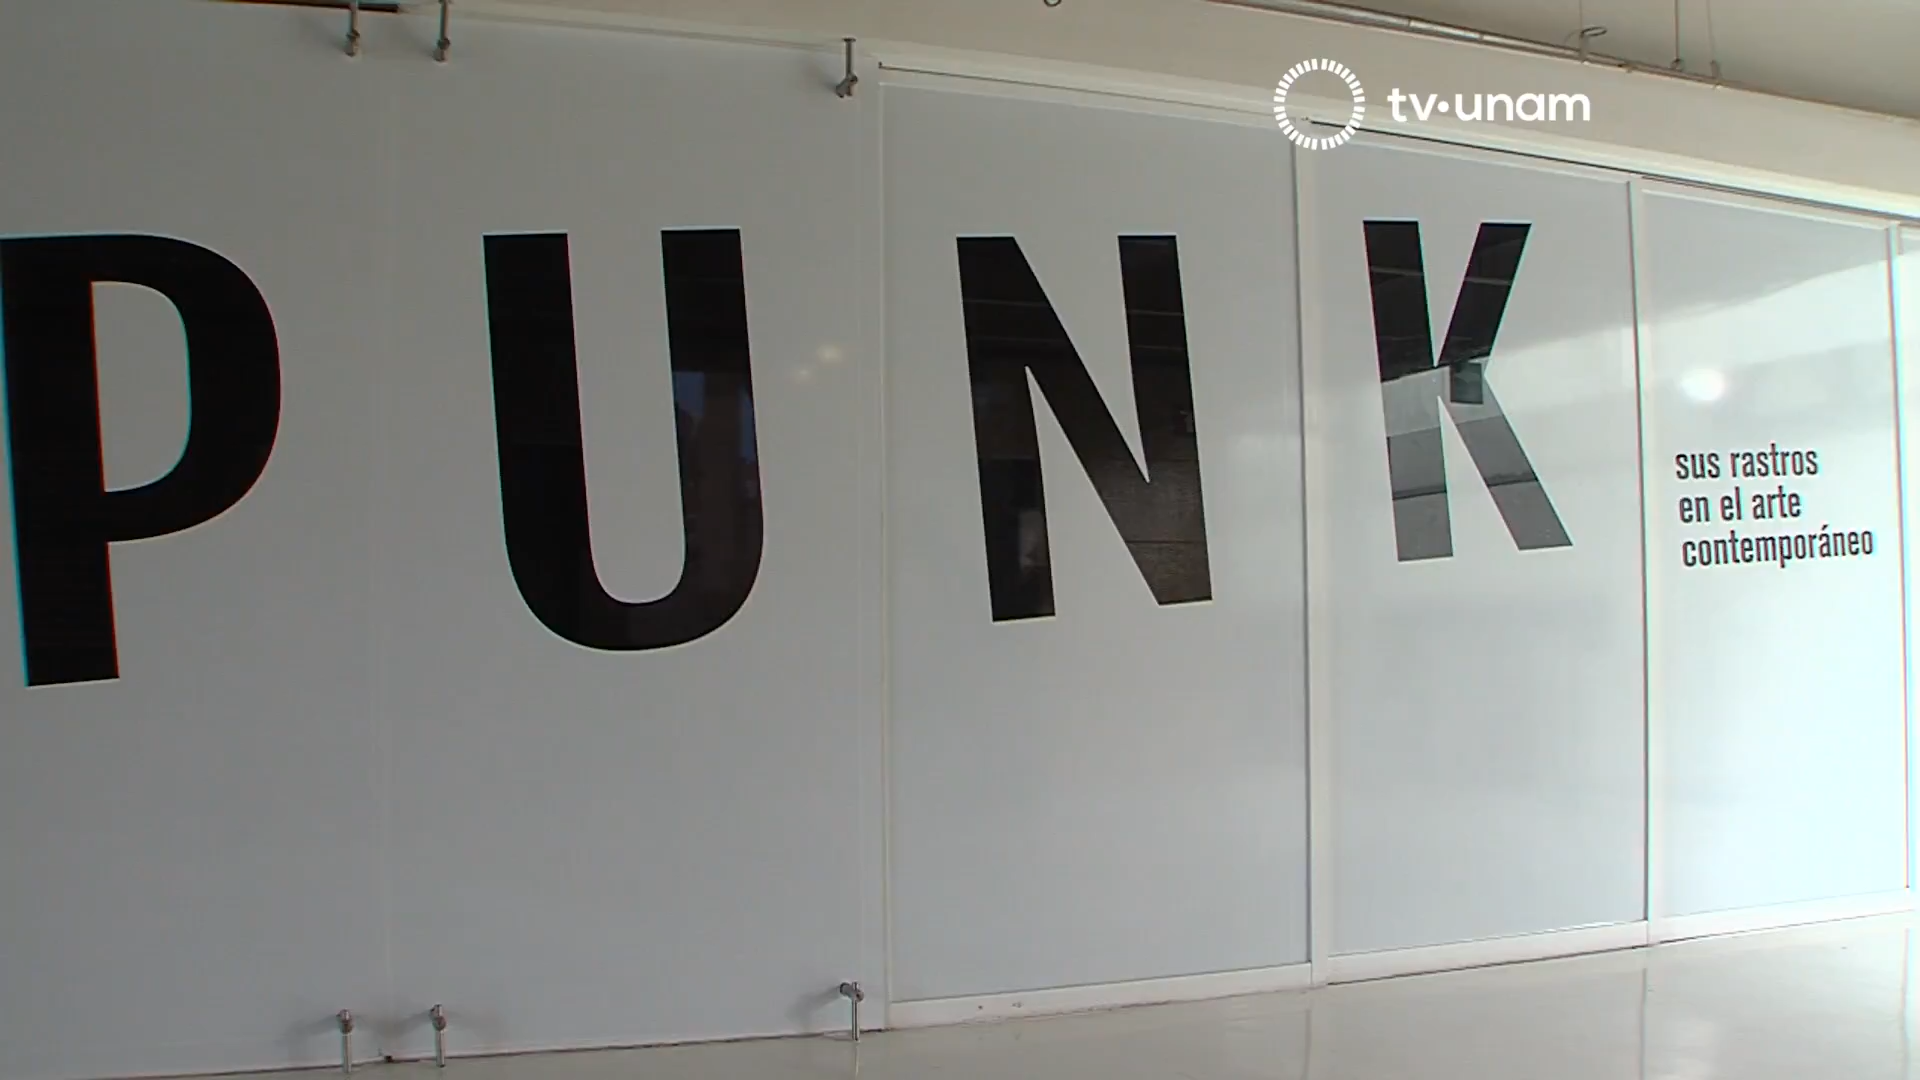 tv·unam
PUNK
sus rastros
en el arte
contemporáneo